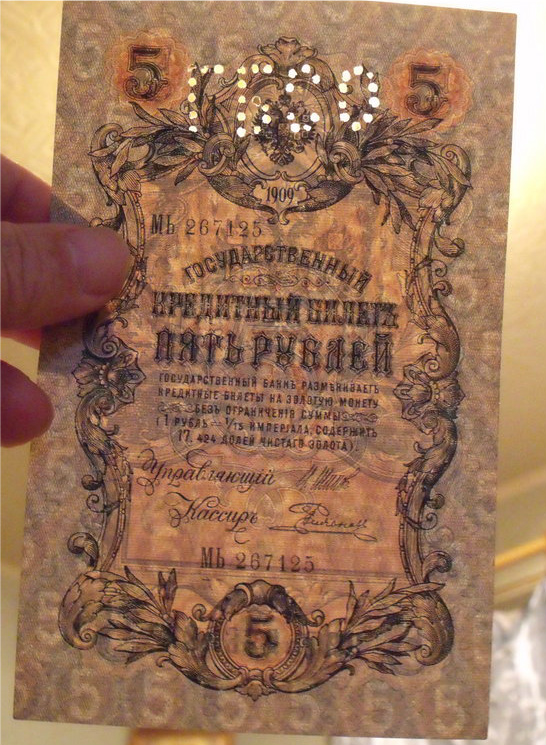 5 5
1909
МЬ 267125
ГОСУДАРСТВЕННЫЙ
КРЕДИТНЫЙ БИЛЕТЪ
ПЯТЬ РУБЛЕЙ
ГОСУДАРСТВЕННЫЙ БАНКЪ РАЗМѢНИВАЕТЪ
КРЕДИТНЫЕ БИЛЕТЫ НА ЗОЛОТУЮ МОНЕТУ
БЕЗЪ ОГРАНИЧЕНІЯ СУММЫ
(1 РУБЛЬ = 1/15 ИМПЕРІАЛА, СОДЕРЖИТЪ
17,424 ДОЛЕЙ ЧИСТАГО ЗОЛОТА).
Управляющій
Кассиръ
МЬ 267125
5